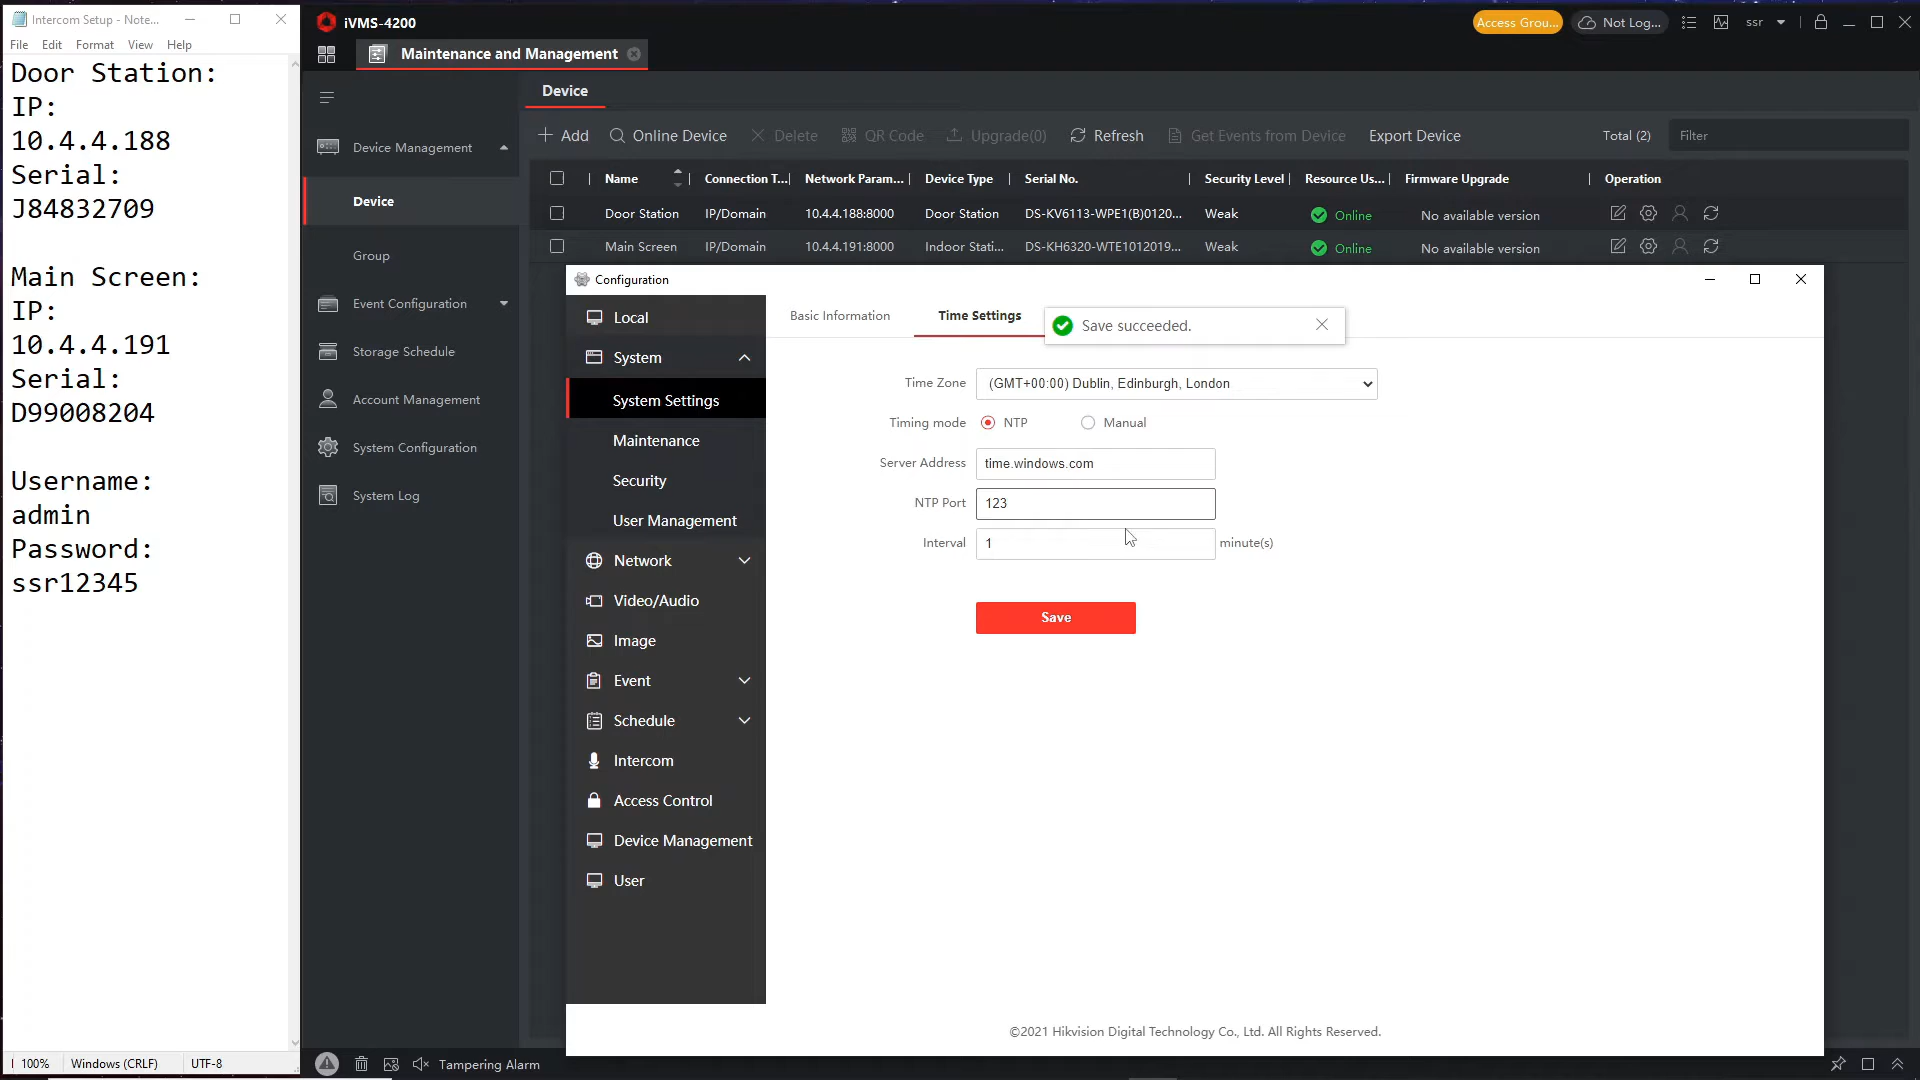 Intercom Setup - Note...
File Edit Format View Help
Door Station:
IP:
10.4.4.188
Serial:
J84832709
Main Screen:
IP:
10.4.4.191
Serial:
D99008204
Username:
admin
Password:
ssr12345
100% Windows (CRLF) UTF-8
iVMS-4200
Access Grou... Not Log... ssr
Maintenance and Management
Device Management
Device
Group
Event Configuration
Storage Schedule
Account Management
System Configuration
System Log
Device
Add Online Device Delete QR Code Upgrade(0) Refresh Get Events from Device Export Device Total (2) Filter
Name Connection T... Network Param... Device Type Serial No. Security Level Resource Us... Firmware Upgrade Operation
Door Station IP/Domain 10.4.4.188:8000 Door Station DS-KV6113-WPE1(B)0120... Weak Online No available version
Main Screen IP/Domain 10.4.4.191:8000 Indoor Stati... DS-KH6320-WTE1012019... Weak Online No available version
Configuration
Local
System
System Settings
Maintenance
Security
User Management
Network
Video/Audio
Image
Event
Schedule
Intercom
Access Control
Device Management
User
Basic Information Time Settings
Save succeeded.
Time Zone (GMT+00:00) Dublin, Edinburgh, London
Timing mode NTP Manual
Server Address time.windows.com
NTP Port 123
Interval 1 minute(s)
Save
©2021 Hikvision Digital Technology Co., Ltd. All Rights Reserved.
Tampering Alarm